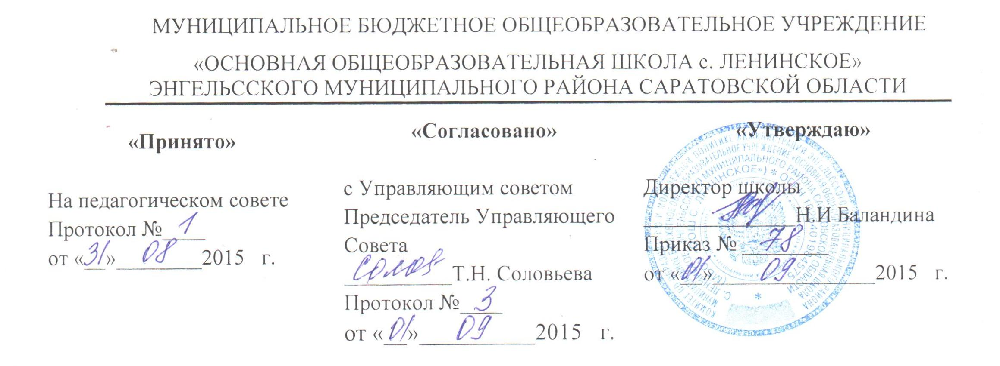 МУНИЦИПАЛЬНОЕ БЮДЖЕТНОЕ ОБЩЕОБРАЗОВАТЕЛЬНОЕ УЧРЕЖДЕНИЕ
«ОСНОВНАЯ ОБЩЕОБРАЗОВАТЕЛЬНАЯ ШКОЛА с. ЛЕНИНСКОЕ»
ЭНГЕЛЬССКОГО МУНИЦИПАЛЬНОГО РАЙОНА САРАТОВСКОЙ ОБЛАСТИ
«Принято»
На педагогическом совете
Протокол № 1
от «31» 08 2015 г.
«Согласовано»
с Управляющим советом
Председатель Управляющего
Совета
Солов Т.Н. Соловьева
Протокол № 3
от «01» 09 2015 г.
«Утверждаю»
Директор школы
Н.И Баландина
Приказ № 78
от «01» 09 2015 г.